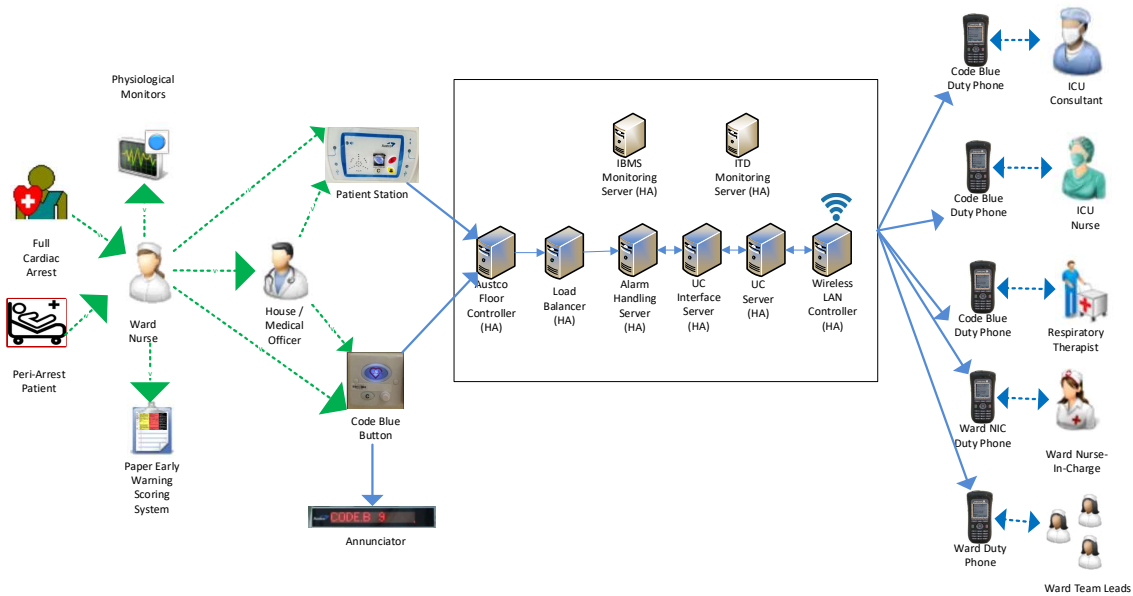 Physiological
Monitors
Full
Cardiac
Arrest
Peri-Arrest
Patient
Ward
Nurse
Paper Early
Warning
Scoring
System
House /
Medical
Officer
Patient Station
Code Blue
Button
CODE B 9
Annunciator
IBMS
Monitoring
Server (HA)
ITD
Monitoring
Server (HA)
Austco
Floor
Controller
(HA)
Load
Balancer
(HA)
Alarm
Handling
Server
(HA)
UC
Interface
Server
(HA)
UC
Server
(HA)
Wireless
LAN
Controller
(HA)
Code Blue
Duty Phone
ICU
Consultant
Code Blue
Duty Phone
ICU
Nurse
Code Blue
Duty Phone
Respiratory
Therapist
Ward NIC
Duty Phone
Ward Nurse-
In-Charge
Ward Duty
Phone
Ward Team Leads